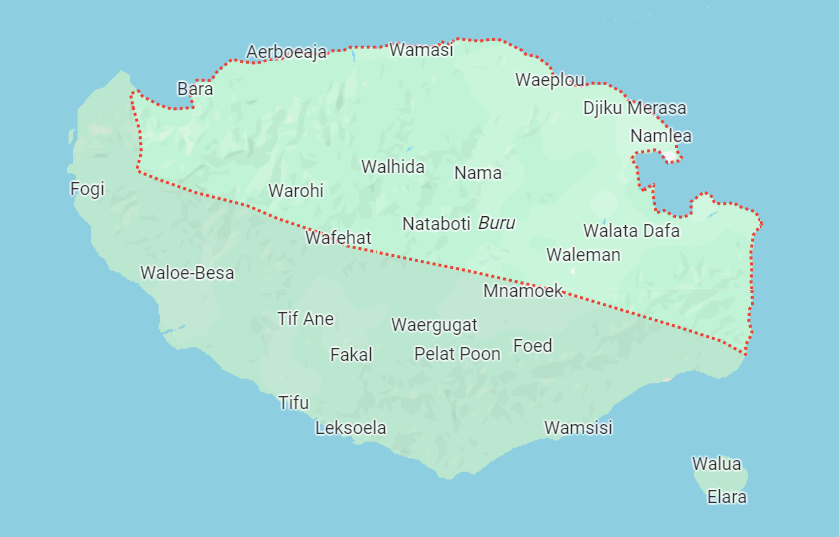 Aerboeaja
Wamasi
Bara
Waeplou
Djiku Merasa
Namlea
Walhida
Nama
Fogi
Warohi
Nataboti
Buru
Walata Dafa
Wafehat
Waleman
Waloe-Besa
Mnamoek
Tif Ane
Waergugat
Fakal
Pelat Poon
Foed
Tifu
Leksoela
Wamsisi
Walua
Elara